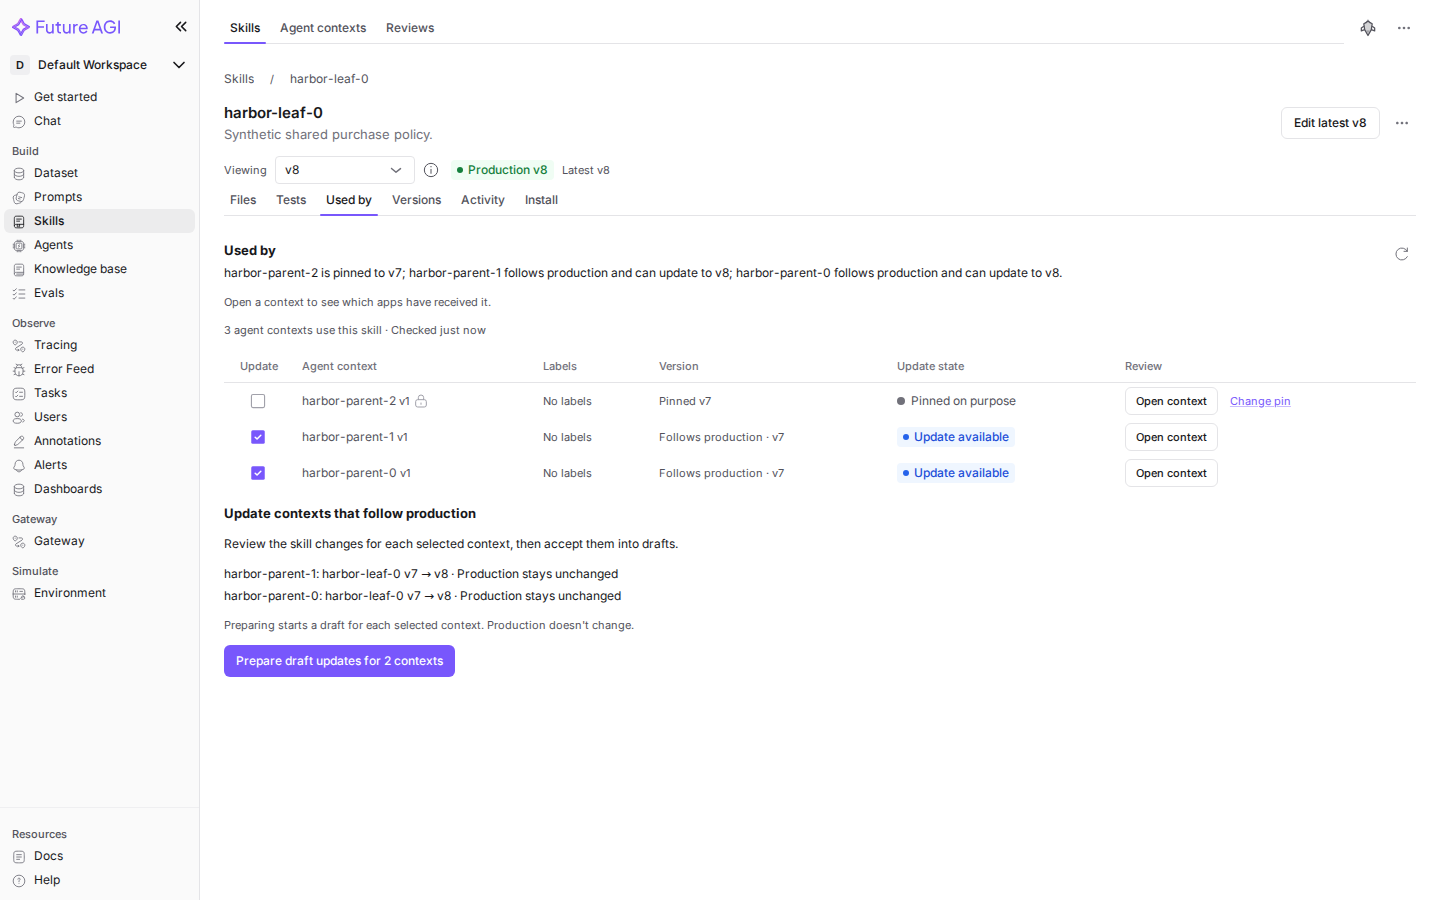 Future AGI
D Default Workspace
Get started
Chat
Build
Dataset
Prompts
Skills
Agents
Knowledge base
Evals
Observe
Tracing
Error Feed
Tasks
Users
Annotations
Alerts
Dashboards
Gateway
Gateway
Simulate
Environment
Resources
Docs
Help
Skills Agent contexts Reviews
Skills / harbor-leaf-0
harbor-leaf-0
Synthetic shared purchase policy.
Edit latest v8
Viewing v8 Production v8 Latest v8
Files Tests Used by Versions Activity Install
Used by
harbor-parent-2 is pinned to v7; harbor-parent-1 follows production and can update to v8; harbor-parent-0 follows production and can update to v8.
Open a context to see which apps have received it.
3 agent contexts use this skill · Checked just now
Update Agent context Labels Version Update state Review
harbor-parent-2 v1 No labels Pinned v7 Pinned on purpose Open context Change pin
harbor-parent-1 v1 No labels Follows production · v7 Update available Open context
harbor-parent-0 v1 No labels Follows production · v7 Update available Open context
Update contexts that follow production
Review the skill changes for each selected context, then accept them into drafts.
harbor-parent-1: harbor-leaf-0 v7 → v8 · Production stays unchanged
harbor-parent-0: harbor-leaf-0 v7 → v8 · Production stays unchanged
Preparing starts a draft for each selected context. Production doesn't change.
Prepare draft updates for 2 contexts